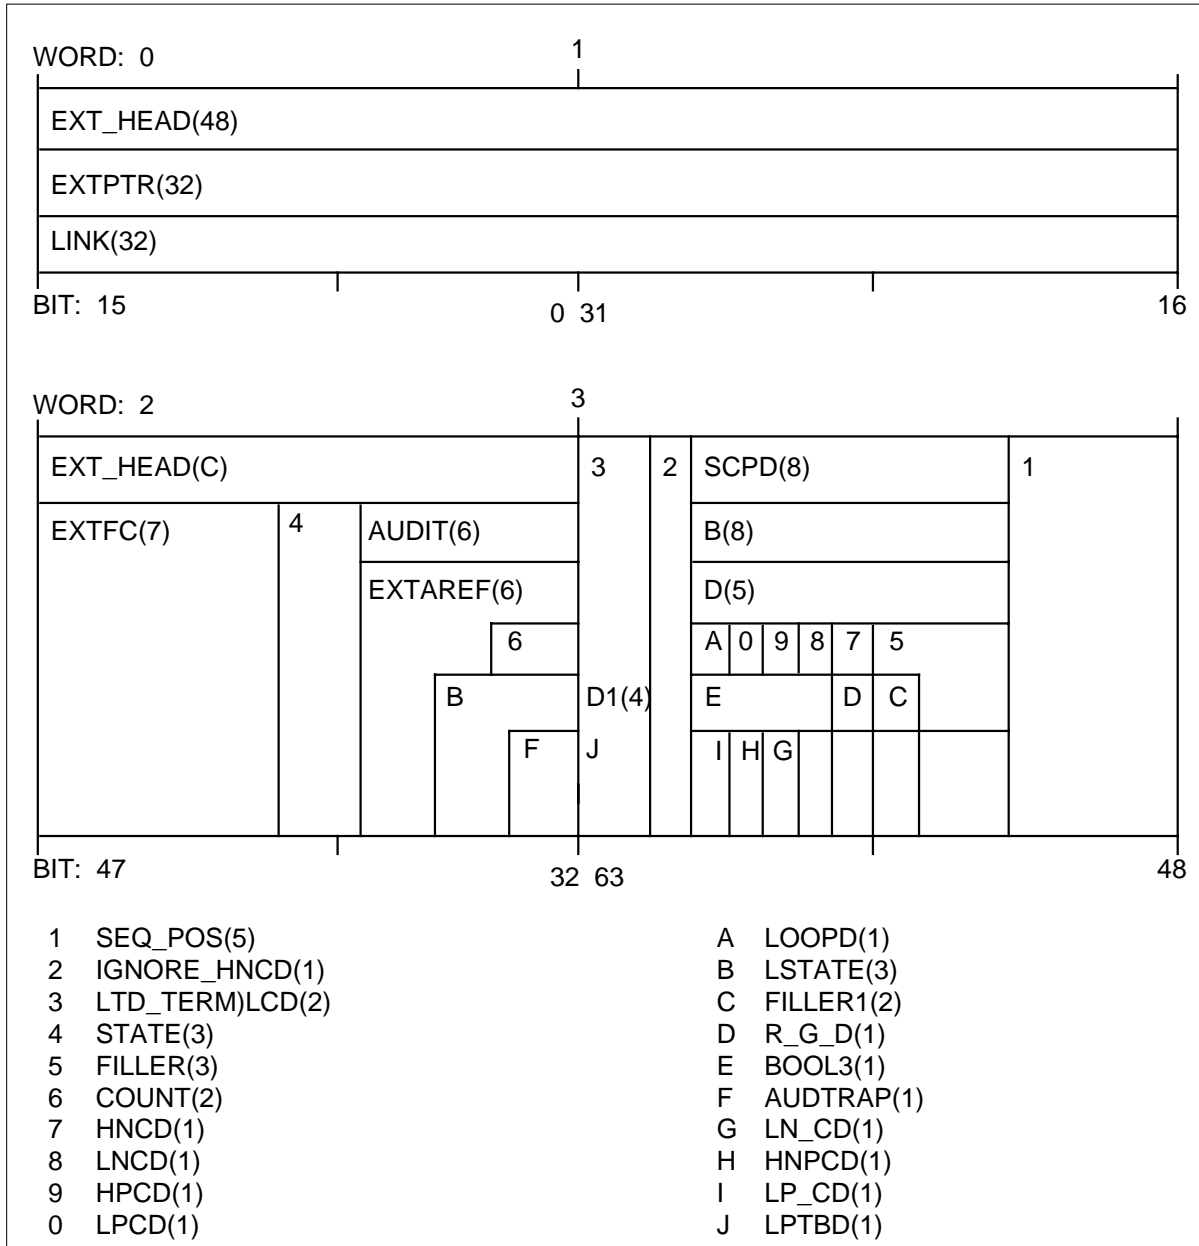 WORD: 0 1
EXT_HEAD(48)
EXTPTR(32)
LINK(32)
BIT: 15 0 31 16
WORD: 2 3
EXT_HEAD(C) 3 2 SCPD(8) 1
EXTFC(7) 4 AUDIT(6) B(8)
EXTAREF(6) D(5)
6 A 0 9 8 7 5
B D1(4) E D C
F J I H G
BIT: 47 32 63 48
1 SEQ_POS(5) A LOOPD(1)
2 IGNORE_HNCD(1) B LSTATE(3)
3 LTD_TERM)LCD(2) C FILLER1(2)
4 STATE(3) D R_G_D(1)
5 FILLER(3) E BOOL3(1)
6 COUNT(2) F AUDTRAP(1)
7 HNCD(1) G LN_CD(1)
8 LNCD(1) H HNPCD(1)
9 HPCD(1) I LP_CD(1)
0 LPCD(1) J LPTBD(1)